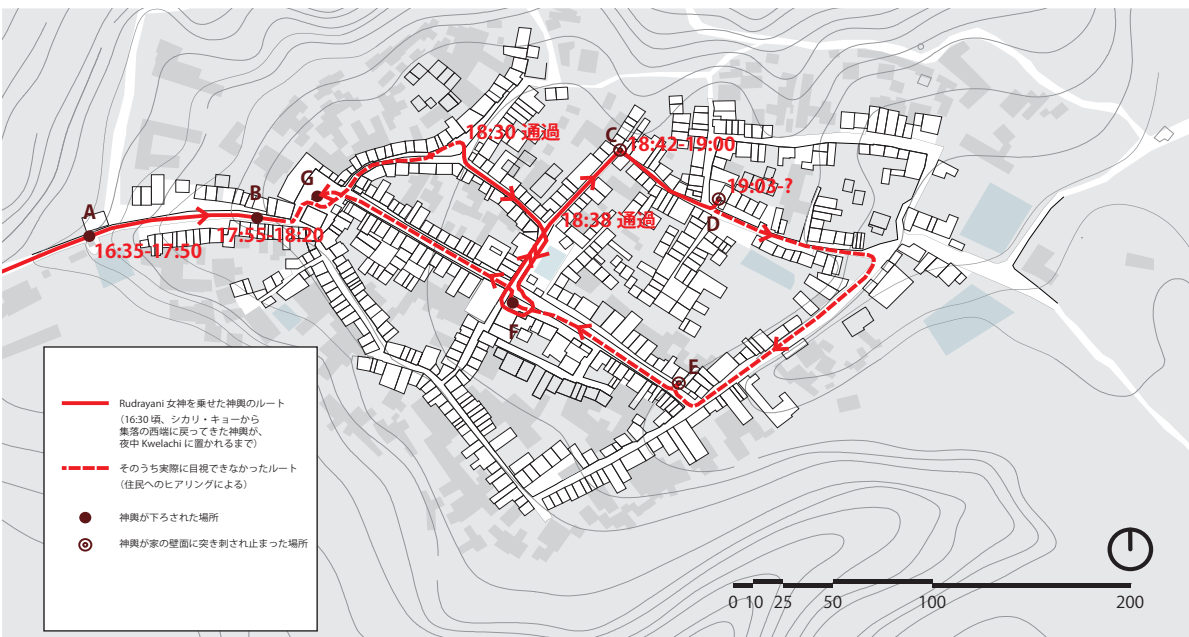 18:30 通過
C
18:42-19:00
G
19:03-?
B
A
18:38 通過
D
17:55-18:20
16:35-17:50
F
E
Rudrayani 女神を乗せた神輿のルート
(16:30 頃、シカリ・キョーから
集落の西端に戻ってきた神輿が、
夜中 Kwelachi に置かれるまで)
そのうち実際に目視できなかったルート
(住民へのヒアリングによる)
神輿が下ろされた場所
神輿が家の壁面に突き刺され止まった場所
0 10 25 50 100 200